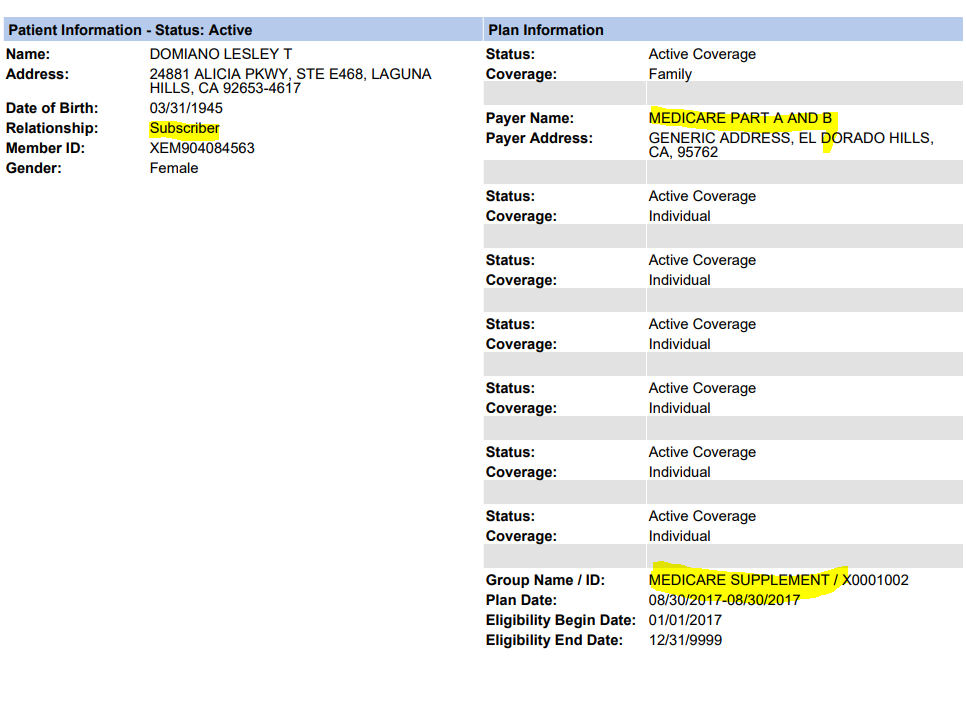 Patient Information - Status: Active
Name: DOMIANO LESLEY T
Address: 24881 ALICIA PKWY, STE E468, LAGUNA
HILLS, CA 92653-4617
Date of Birth: 03/31/1945
Relationship: Subscriber
Member ID: XEM904084563
Gender: Female
Plan Information
Status: Active Coverage
Coverage: Family
Payer Name: MEDICARE PART A AND B
Payer Address: GENERIC ADDRESS, EL DORADO HILLS,
CA, 95762
Status: Active Coverage
Coverage: Individual
Status: Active Coverage
Coverage: Individual
Status: Active Coverage
Coverage: Individual
Status: Active Coverage
Coverage: Individual
Status: Active Coverage
Coverage: Individual
Status: Active Coverage
Coverage: Individual
Group Name / ID: MEDICARE SUPPLEMENT / X0001002
Plan Date: 08/30/2017-08/30/2017
Eligibility Begin Date: 01/01/2017
Eligibility End Date: 12/31/9999